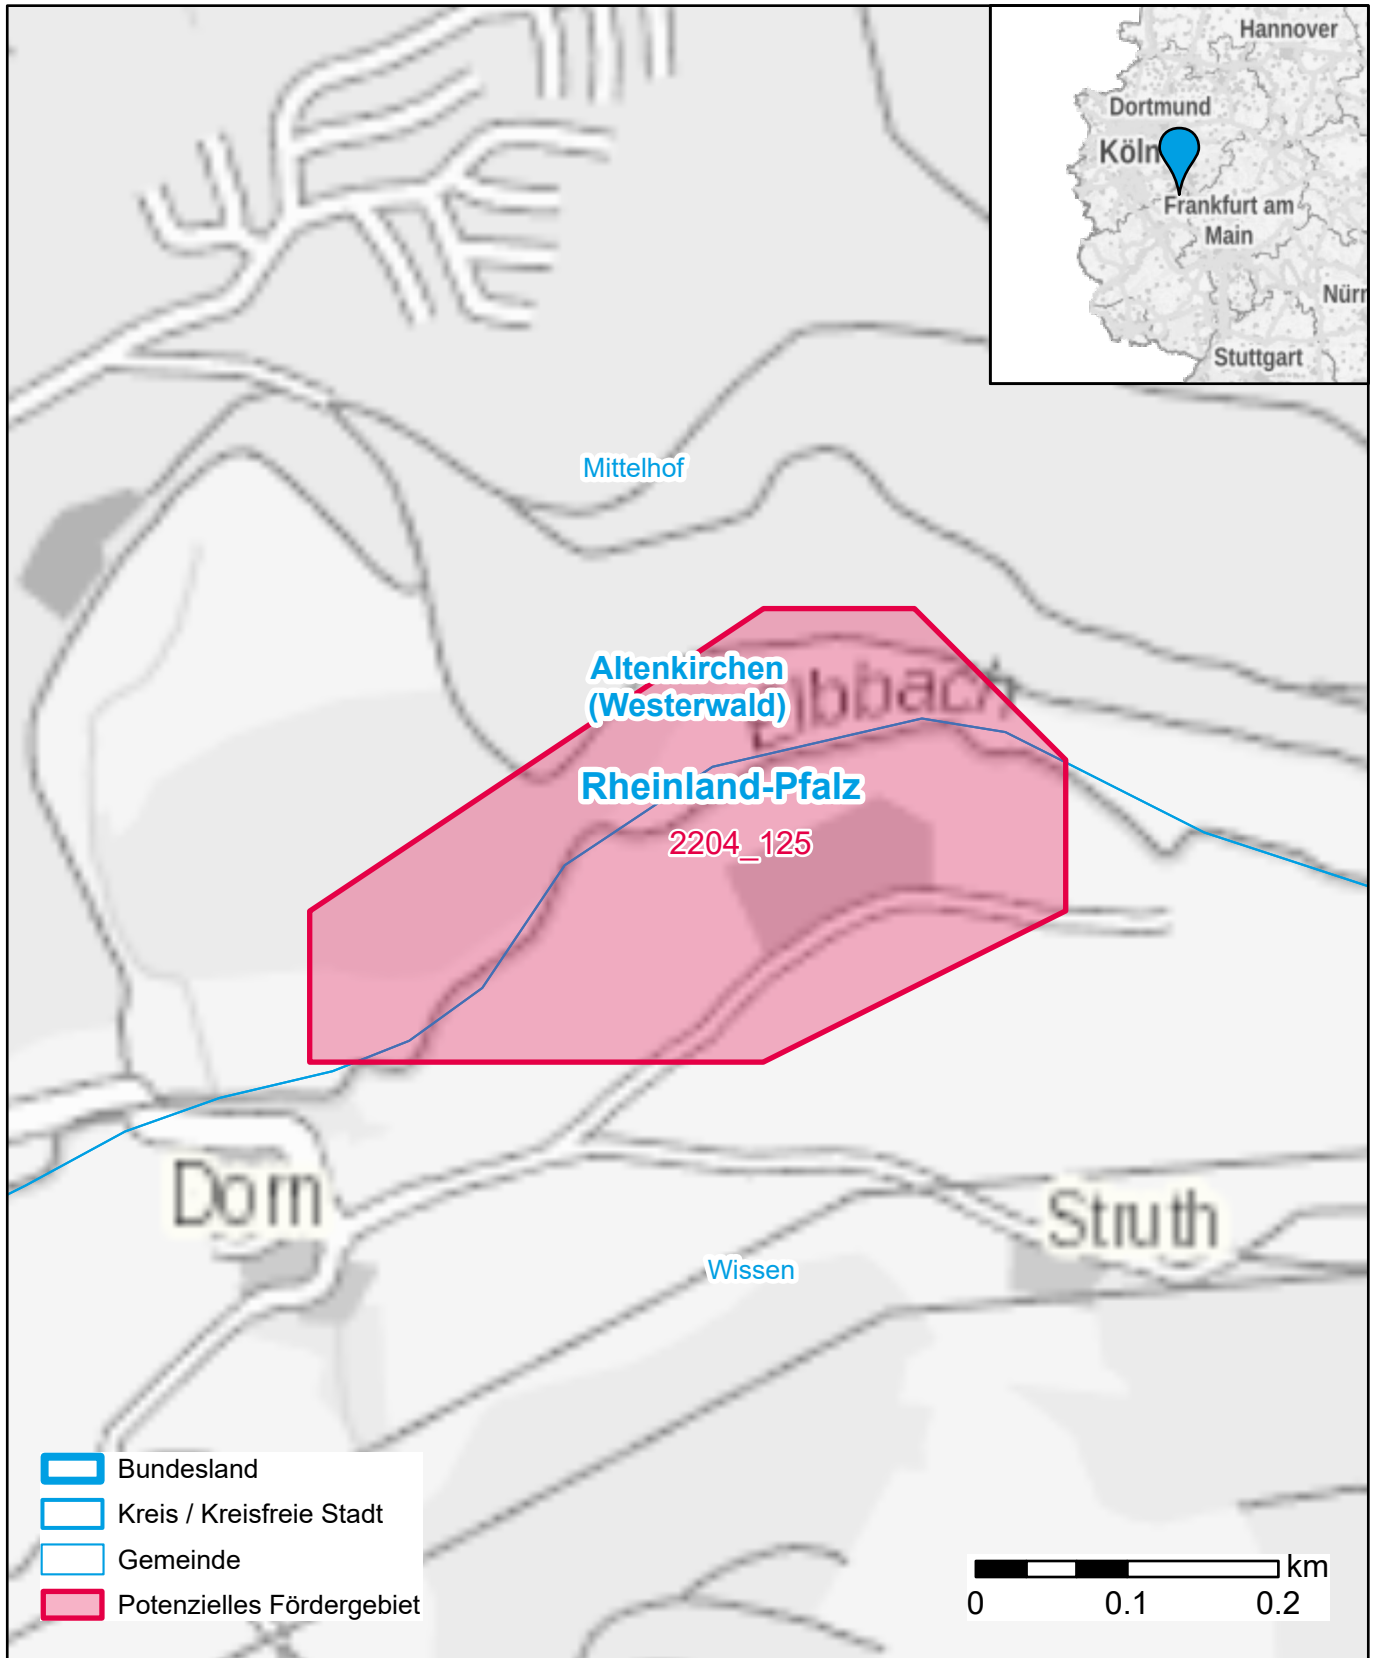 Hannover
Dortmund
Köln
Frankfurt am
Main
Nürr
Stuttgart
Mittelhof
Altenkirchen
(Westerwald)
Rheinland-Pfalz
2204_125
Dorn
Struth
Wissen
Bundesland
Kreis / Kreisfreie Stadt
Gemeinde
Potenzielles Fördergebiet
km
0
0.1
0.2